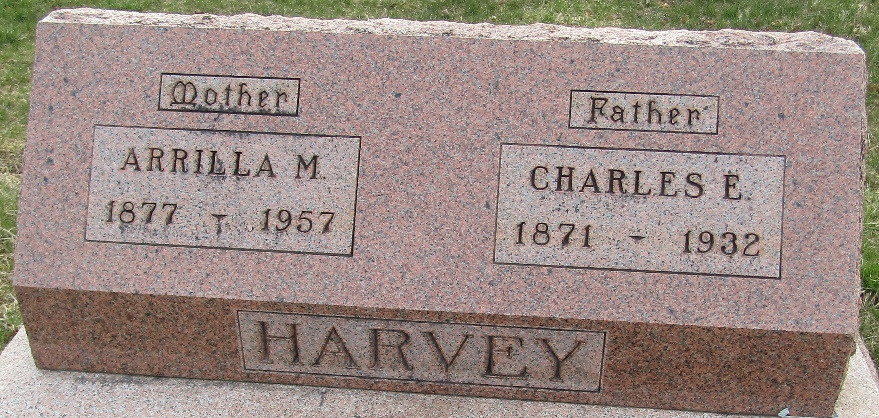 Mother
ARRILLA M.
1877 - 1957
Father
CHARLES E.
1871 - 1932
HARVEY